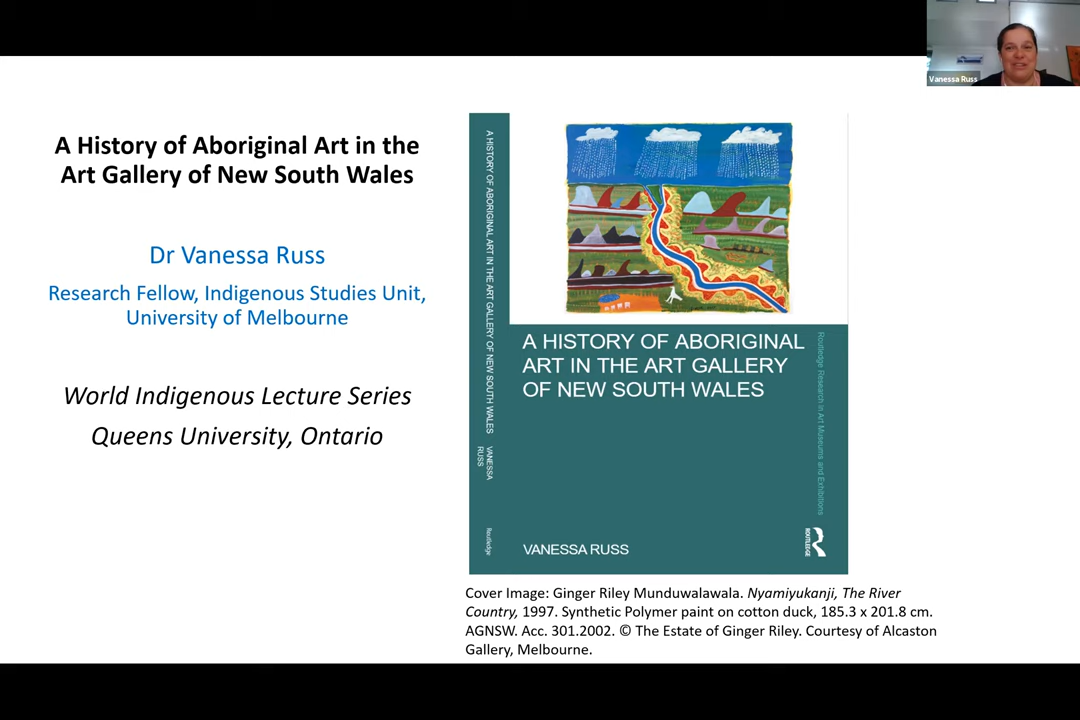 Vanessa Russ
A History of Aboriginal Art in the
Art Gallery of New South Wales
Dr Vanessa Russ
Research Fellow, Indigenous Studies Unit,
University of Melbourne
World Indigenous Lecture Series
Queens University, Ontario
A HISTORY OF ABORIGINAL ART IN THE ART GALLERY OF NEW SOUTH WALES
VANESSA
RUSS
Routledge
A HISTORY OF ABORIGINAL
ART IN THE ART GALLERY
OF NEW SOUTH WALES
Routledge Research in Art Museums and Exhibitions
VANESSA RUSS
ROUTLEDGE
Cover Image: Ginger Riley Munduwalawala. Nyamiyukanji, The River
Country, 1997. Synthetic Polymer paint on cotton duck, 185.3 x 201.8 cm.
AGNSW. Acc. 301.2002. © The Estate of Ginger Riley. Courtesy of Alcaston
Gallery, Melbourne.